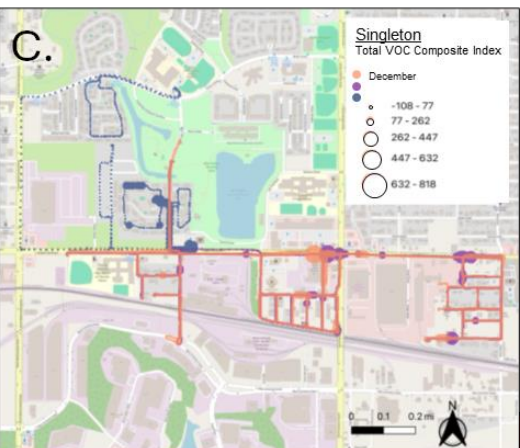 C.
Singleton
Total VOC Composite Index
December
-108 - 77
77 - 262
262 - 447
447 - 632
632 - 818
0 0.1 0.2 mi
N